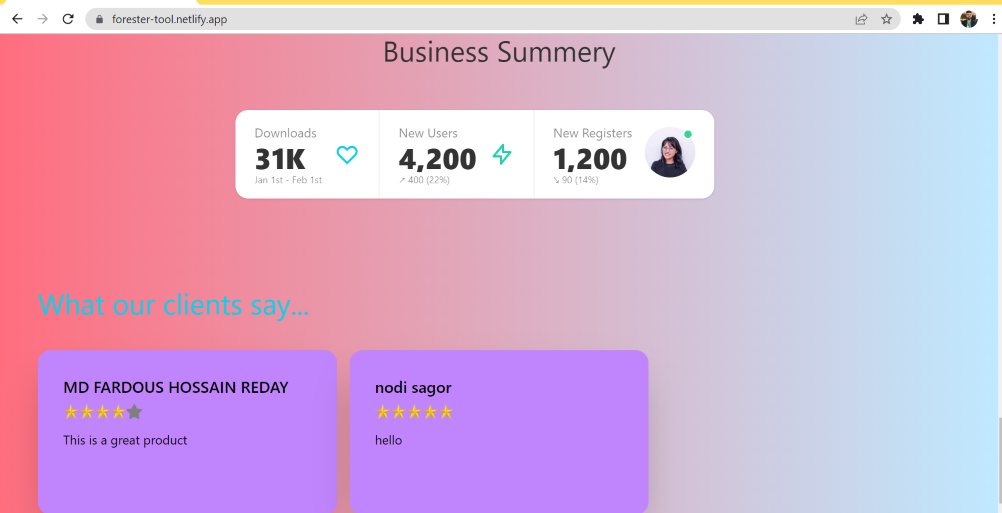 forester-tool.netlify.app
Business Summery
Downloads
31K
Jan 1st - Feb 1st
New Users
4,200
↗ 400 (22%)
New Registers
1,200
↘ 90 (14%)
What our clients say...
MD FARDOUS HOSSAIN REDAY
This is a great product
nodi sagor
hello